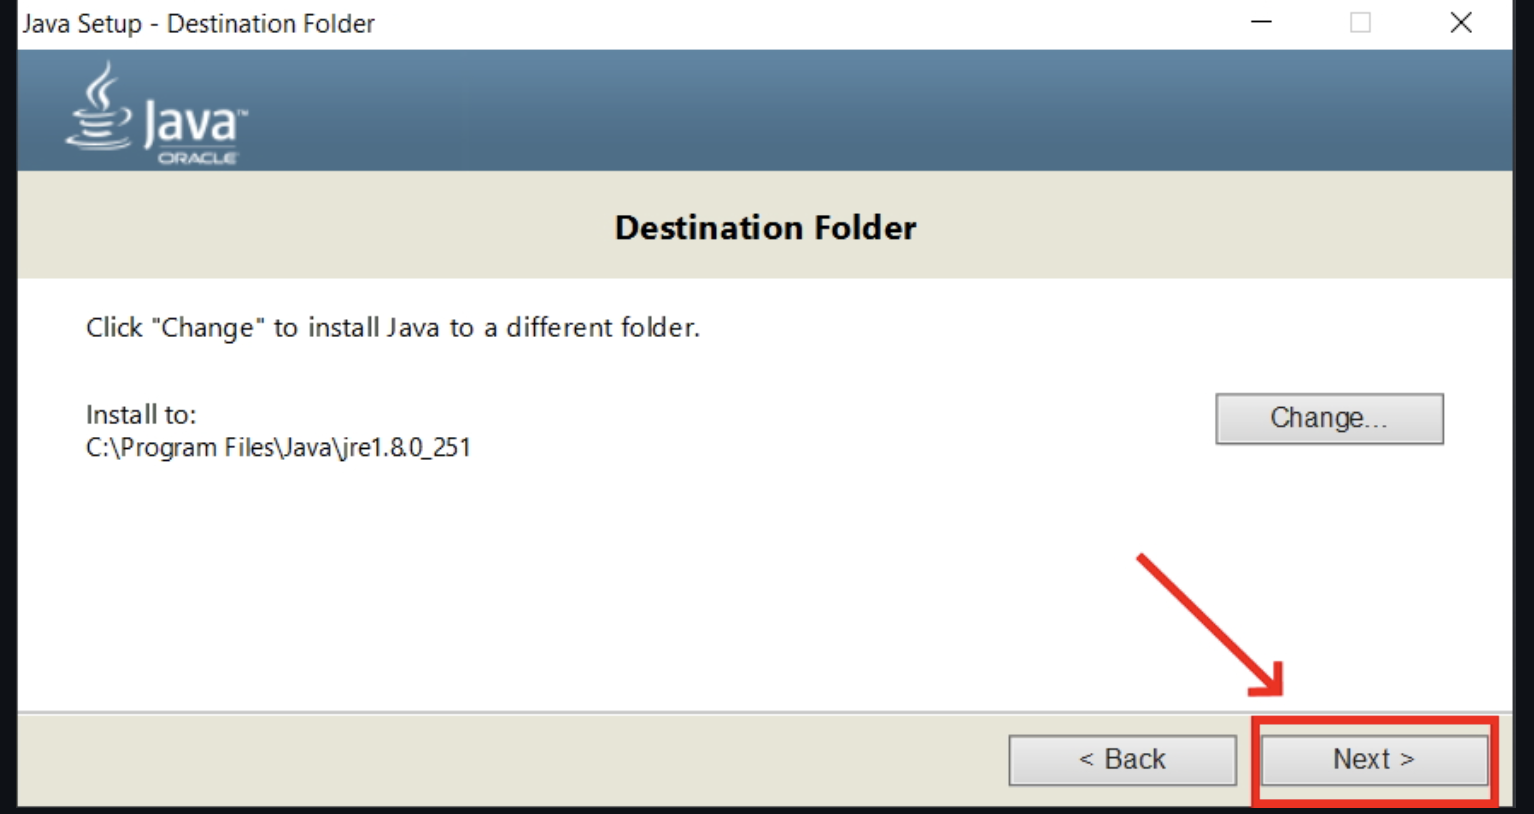 Java Setup - Destination Folder
Java™
ORACLE
Destination Folder
Click "Change" to install Java to a different folder.
Install to:
Change...
C:\Program Files\Java\jre1.8.0_251
< Back
Next >